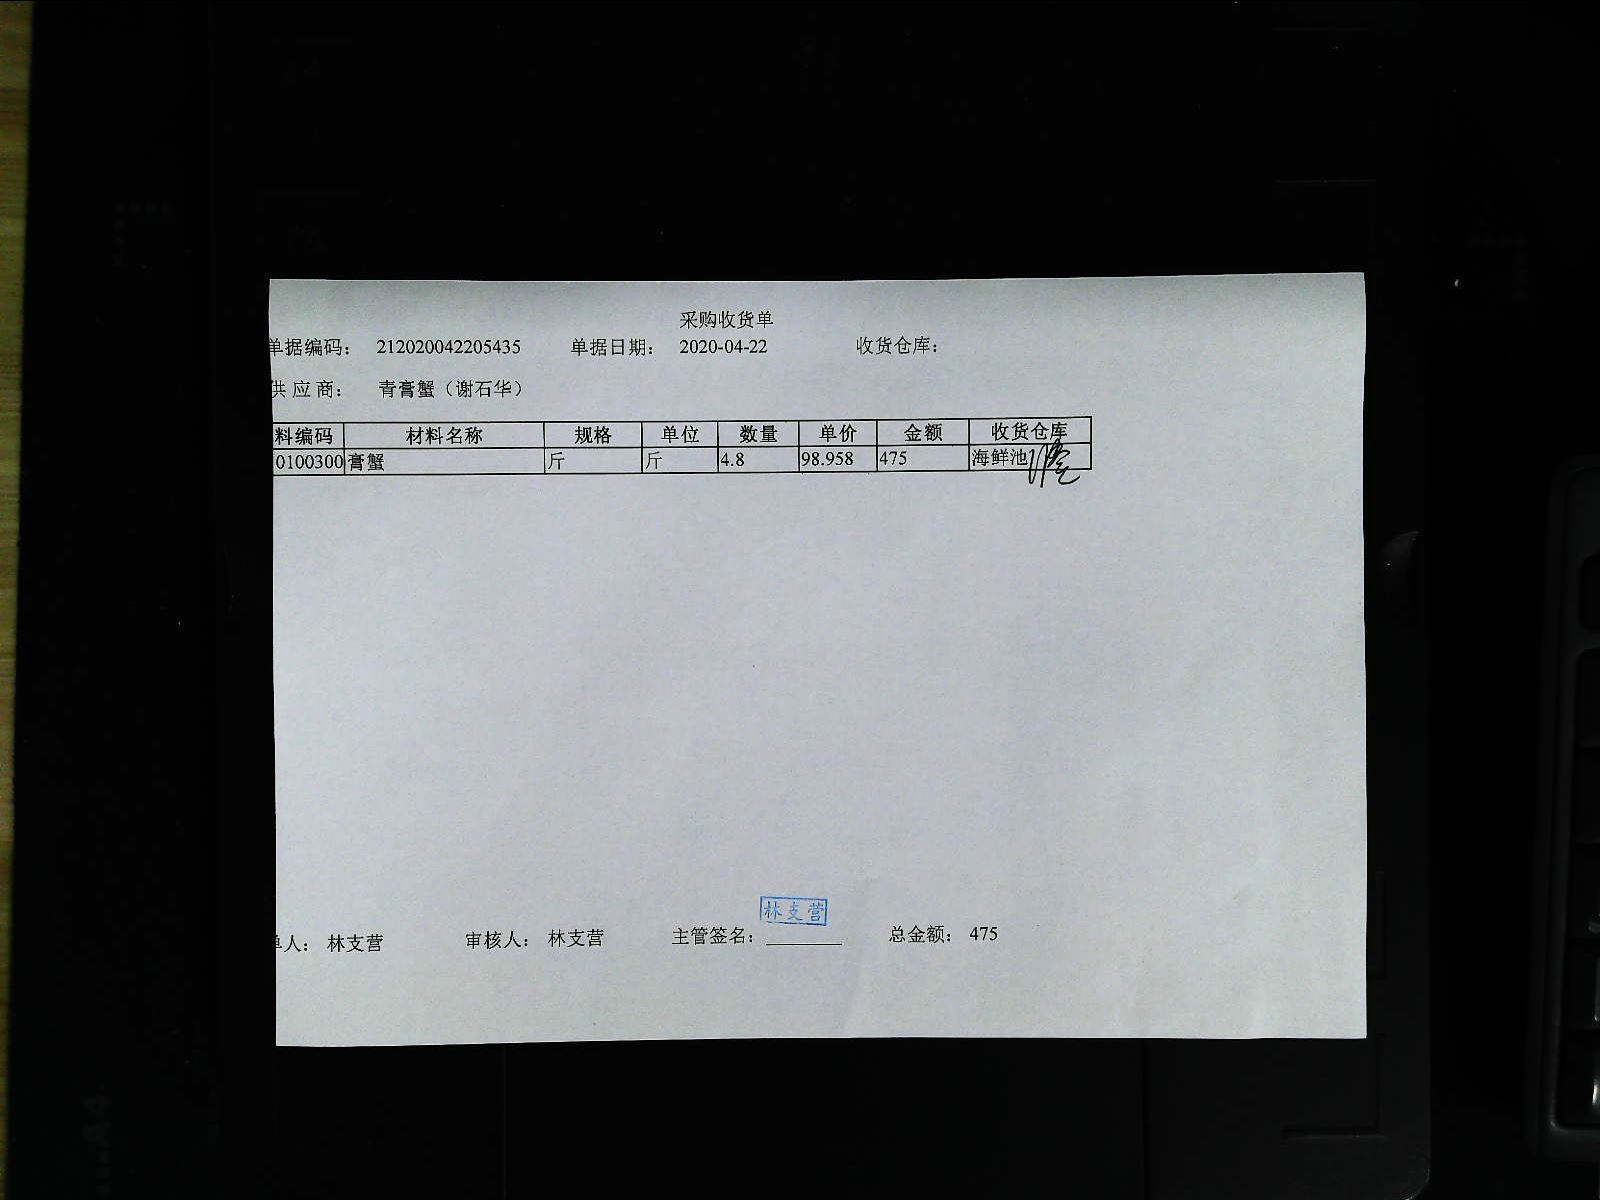 采购收货单
单据编码: 212020042205435 单据日期: 2020-04-22 收货仓库:
供应商: 青膏蟹（谢石华）
料编码 材料名称 规格 单位 数量 单价 金额 收货仓库
0100300 膏蟹 斤 斤 4.8 98.958 475 海鲜池
林支营
单人: 林支营 审核人: 林支营 主管签名: ________ 总金额: 475